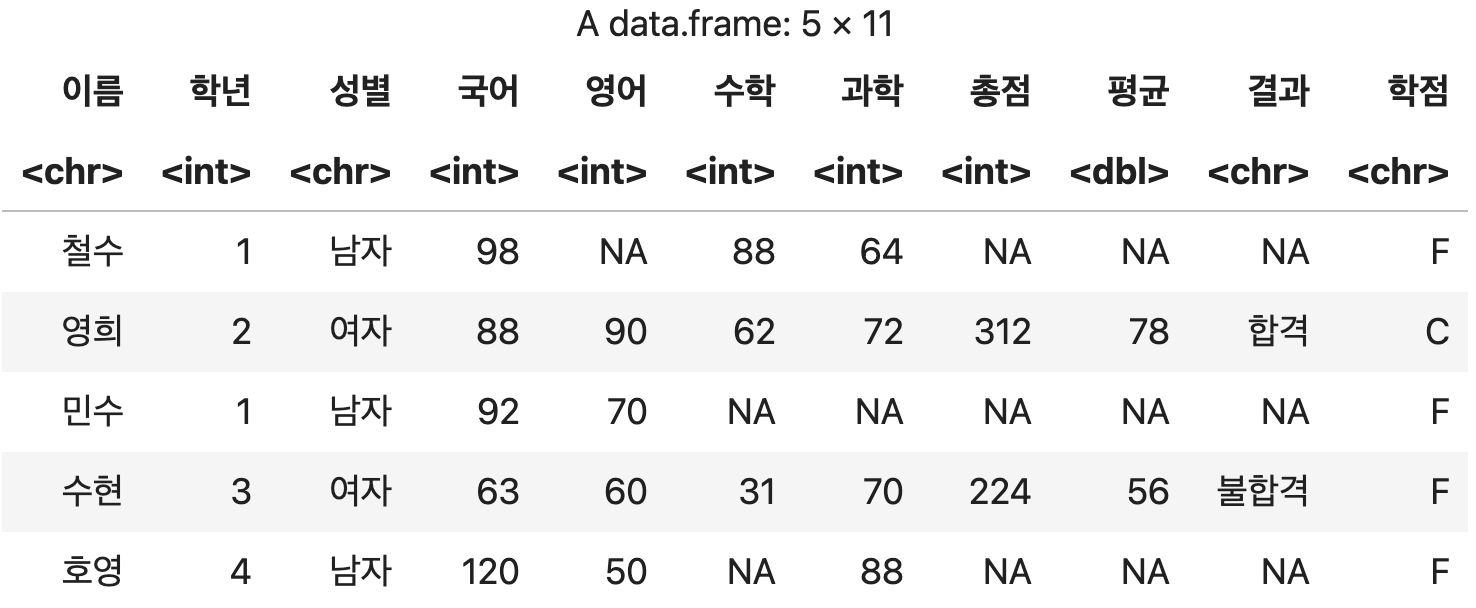 A data.frame: 5 × 11
이름 학년 성별 국어 영어 수학 과학 총점 평균 결과 학점
<chr> <int> <chr> <int> <int> <int> <int> <int> <dbl> <chr> <chr>
철수 1 남자 98 NA 88 64 NA NA NA F
영희 2 여자 88 90 62 72 312 78 합격 C
민수 1 남자 92 70 NA NA NA NA NA F
수현 3 여자 63 60 31 70 224 56 불합격 F
호영 4 남자 120 50 NA 88 NA NA NA F